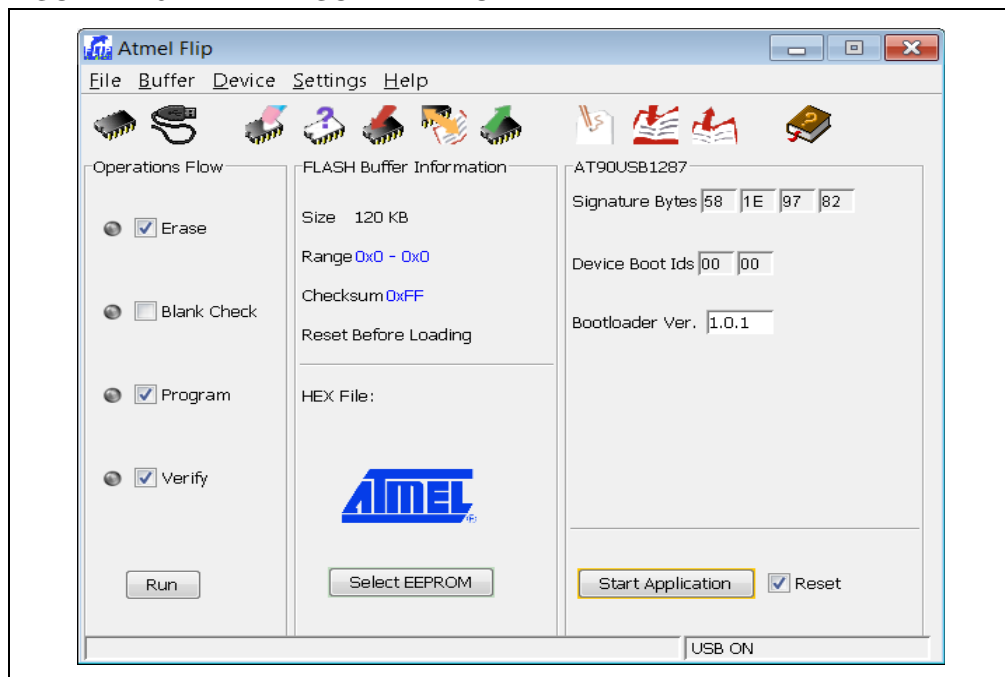 Atmel Flip
File Buffer Device Settings Help
Operations Flow
Erase
Blank Check
Program
Verify
Run
FLASH Buffer Information
Size 120 KB
Range 0x0 - 0x0
Checksum 0xFF
Reset Before Loading
HEX File:
ATMEL
Select EEPROM
AT90USB1287
Signature Bytes 58 1E 97 82
Device Boot Ids 00 00
Bootloader Ver. 1.0.1
Start Application Reset
USB ON